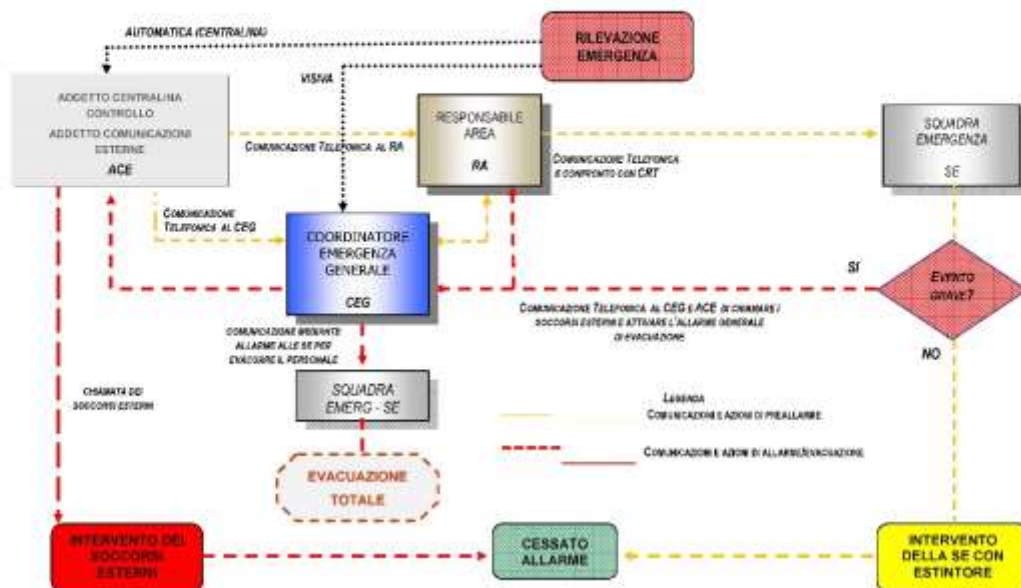 AUTOMATICA (CENTRALINA)
RILEVAZIONE
EMERGENZA
VISIVA
ADDETTO CENTRALINA
CONTROLLO
ADDETTO COMUNICAZIONI
ESTERNE
ACE
RESPONSABILE
AREA
RA
SQUADRA
EMERGENZA
SE
COMUNICAZIONE TELEFONICA AL RA
COMUNICAZIONE TELEFONICA
E CONFRONTO CON CRT
COMUNICAZIONE
TELEFONICA AL CEG
COORDINATORE
EMERGENZA
GENERALE
CEG
SI
EVENTO
GRAVE?
COMUNICAZIONE TELEFONICA AL CEG E ACE DI CHIAMARE I
SOCCORSI ESTERNI E ATTIVARE L'ALLARME GENERALE
DI EVACUAZIONE
NO
COMUNICAZIONE MEDIANTE
ALLARME ALLE SE PER
EVACUARE IL PERSONALE
CHIAMATA DEI
SOCCORSI ESTERNI
SQUADRA
EMERG - SE
LEGENDA
COMUNICAZIONI E AZIONI DI PREALLARME
COMUNICAZIONI E AZIONI DI ALLARME/EVACUAZIONE
EVACUAZIONE
TOTALE
INTERVENTO DEI
SOCCORSI
ESTERNI
CESSATO
ALLARME
INTERVENTO
DELLA SE CON
ESTINTORE